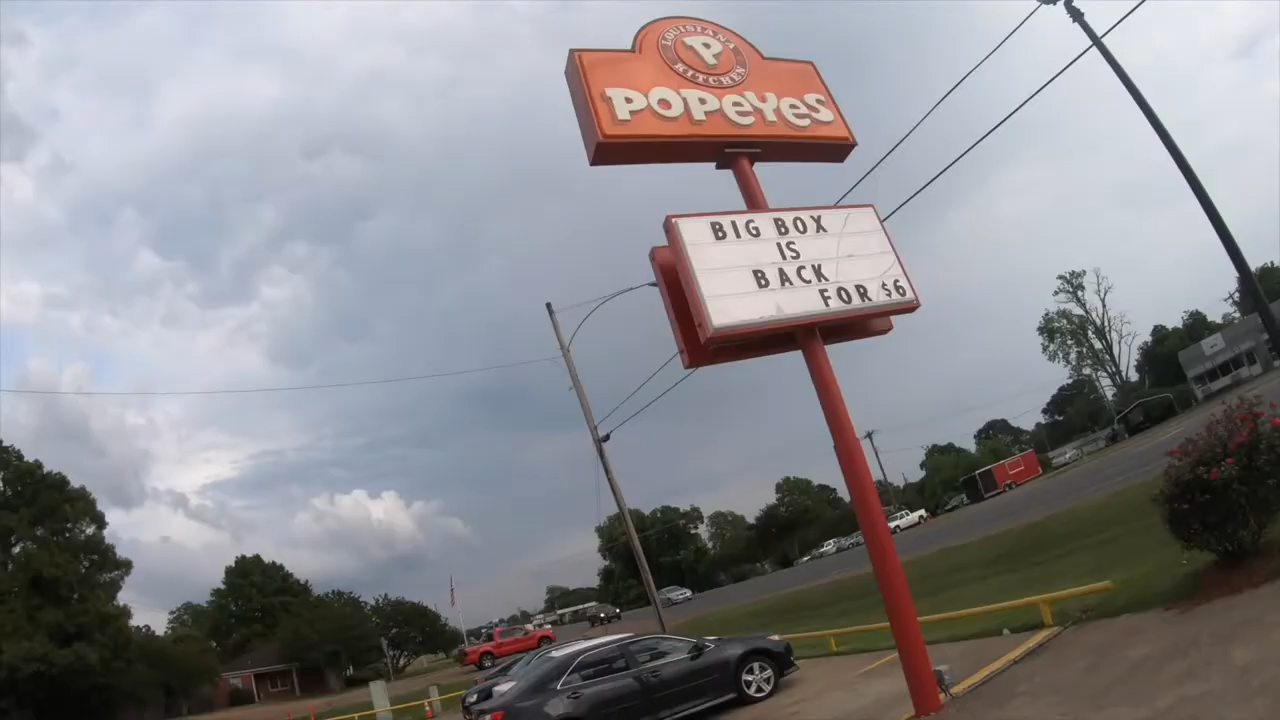 LOUISIANA
P
KITCHEN
POPEYES
BIG BOX
IS
BACK
FOR $6